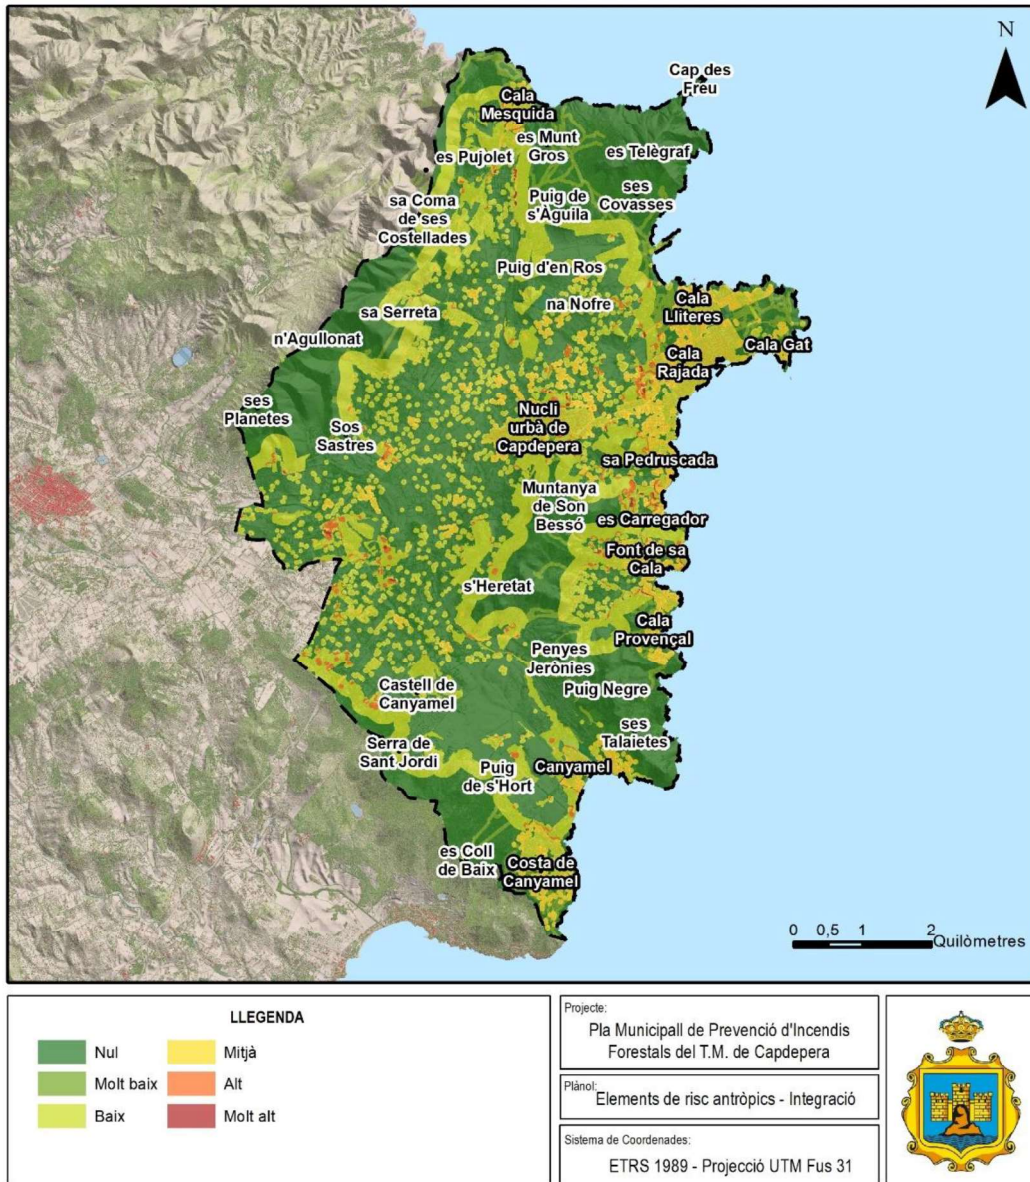 N
Cap des
Freu
Cala
Mesquida
es Munt
Gros
es Pujolet
es Telègraf
ses
Covasses
sa Coma
de ses
Costellades
Puig de
s'Àguila
Puig d'en Ros
na Nofre
sa Serreta
Cala
Lliteres
n'Agullonat
Cala Gat
Cala
Rajada
ses
Planetes
Sos
Sastres
Nucli
urbà de
Capdepera
sa Pedruscada
Muntanya
de Son
Bessó
es Carregador
Font de sa
Cala
s'Heretat
Cala
Provençal
Penyes
Jerònies
Puig Negre
Castell de
Canyamel
ses
Talaietes
Serra de
Sant Jordi
Puig
de s'Hort
Canyamel
es Coll
de Baix
Costa de
Canyamel
0 0,5 1 2
Quilòmetres
LLEGENDA
Nul
Molt baix
Baix
Mitjà
Alt
Molt alt
Projecte:
Pla Municipall de Prevenció d'Incendis
Forestals del T.M. de Capdepera
Plànol:
Elements de risc antròpics - Integració
Sistema de Coordenades:
ETRS 1989 - Projecció UTM Fus 31